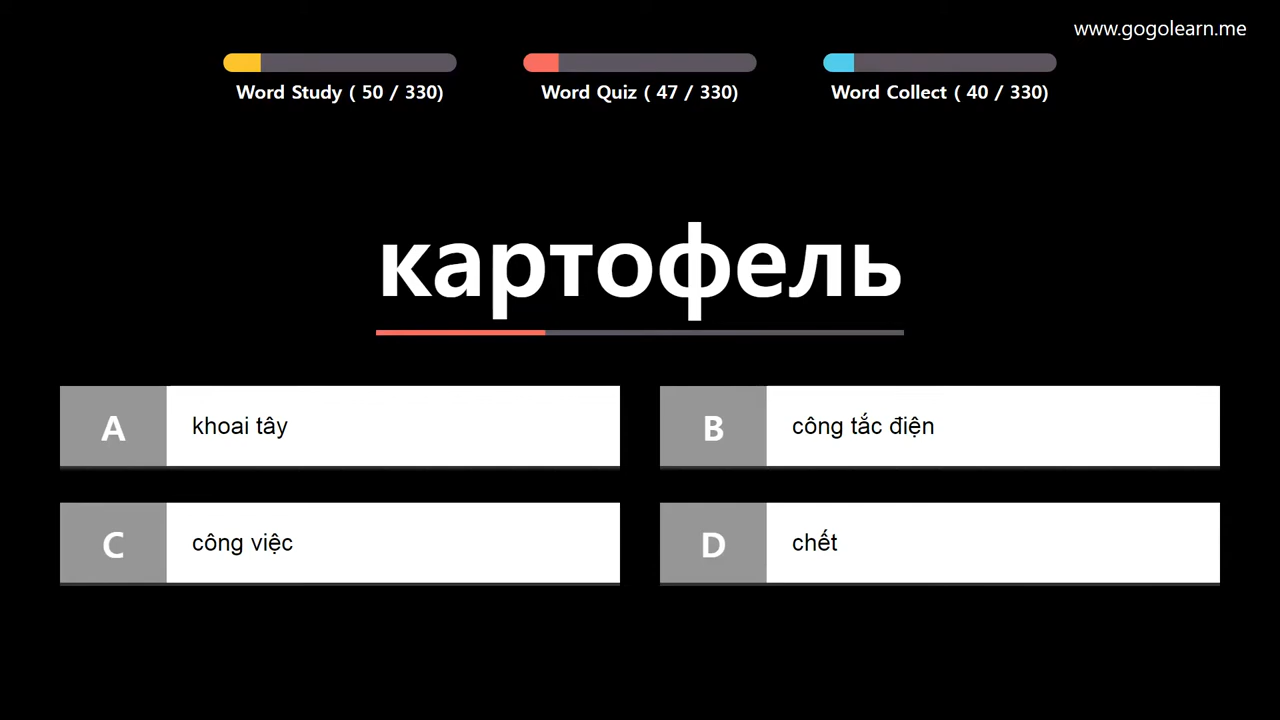 www.gogolearn.me
Word Study ( 50 / 330)
Word Quiz ( 47 / 330)
Word Collect ( 40 / 330)
картофель
A khoai tây
B công tắc điện
C công việc
D chết